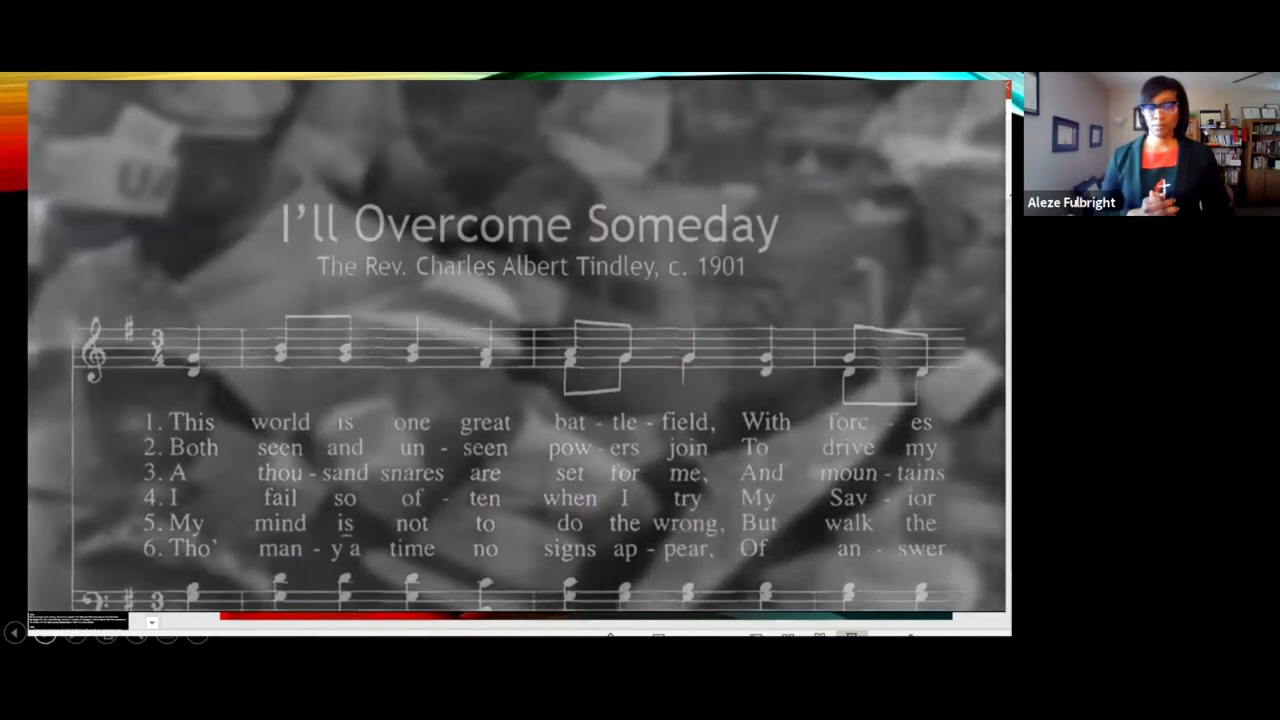 I'll Overcome Someday
The Rev. Charles Albert Tindley, c. 1901
1. This world is one great bat - tle - field, With forc - es
2. Both seen and un - seen pow - ers join To drive my
3. A thou - sand snares are set for me, And moun - tains
4. I fail so of - ten when I try My Sav - ior
5. My mind is not to do the wrong, But walk the
6. Tho' man - y a time no signs ap - pear, Of an - swer
Aleze Fulbright